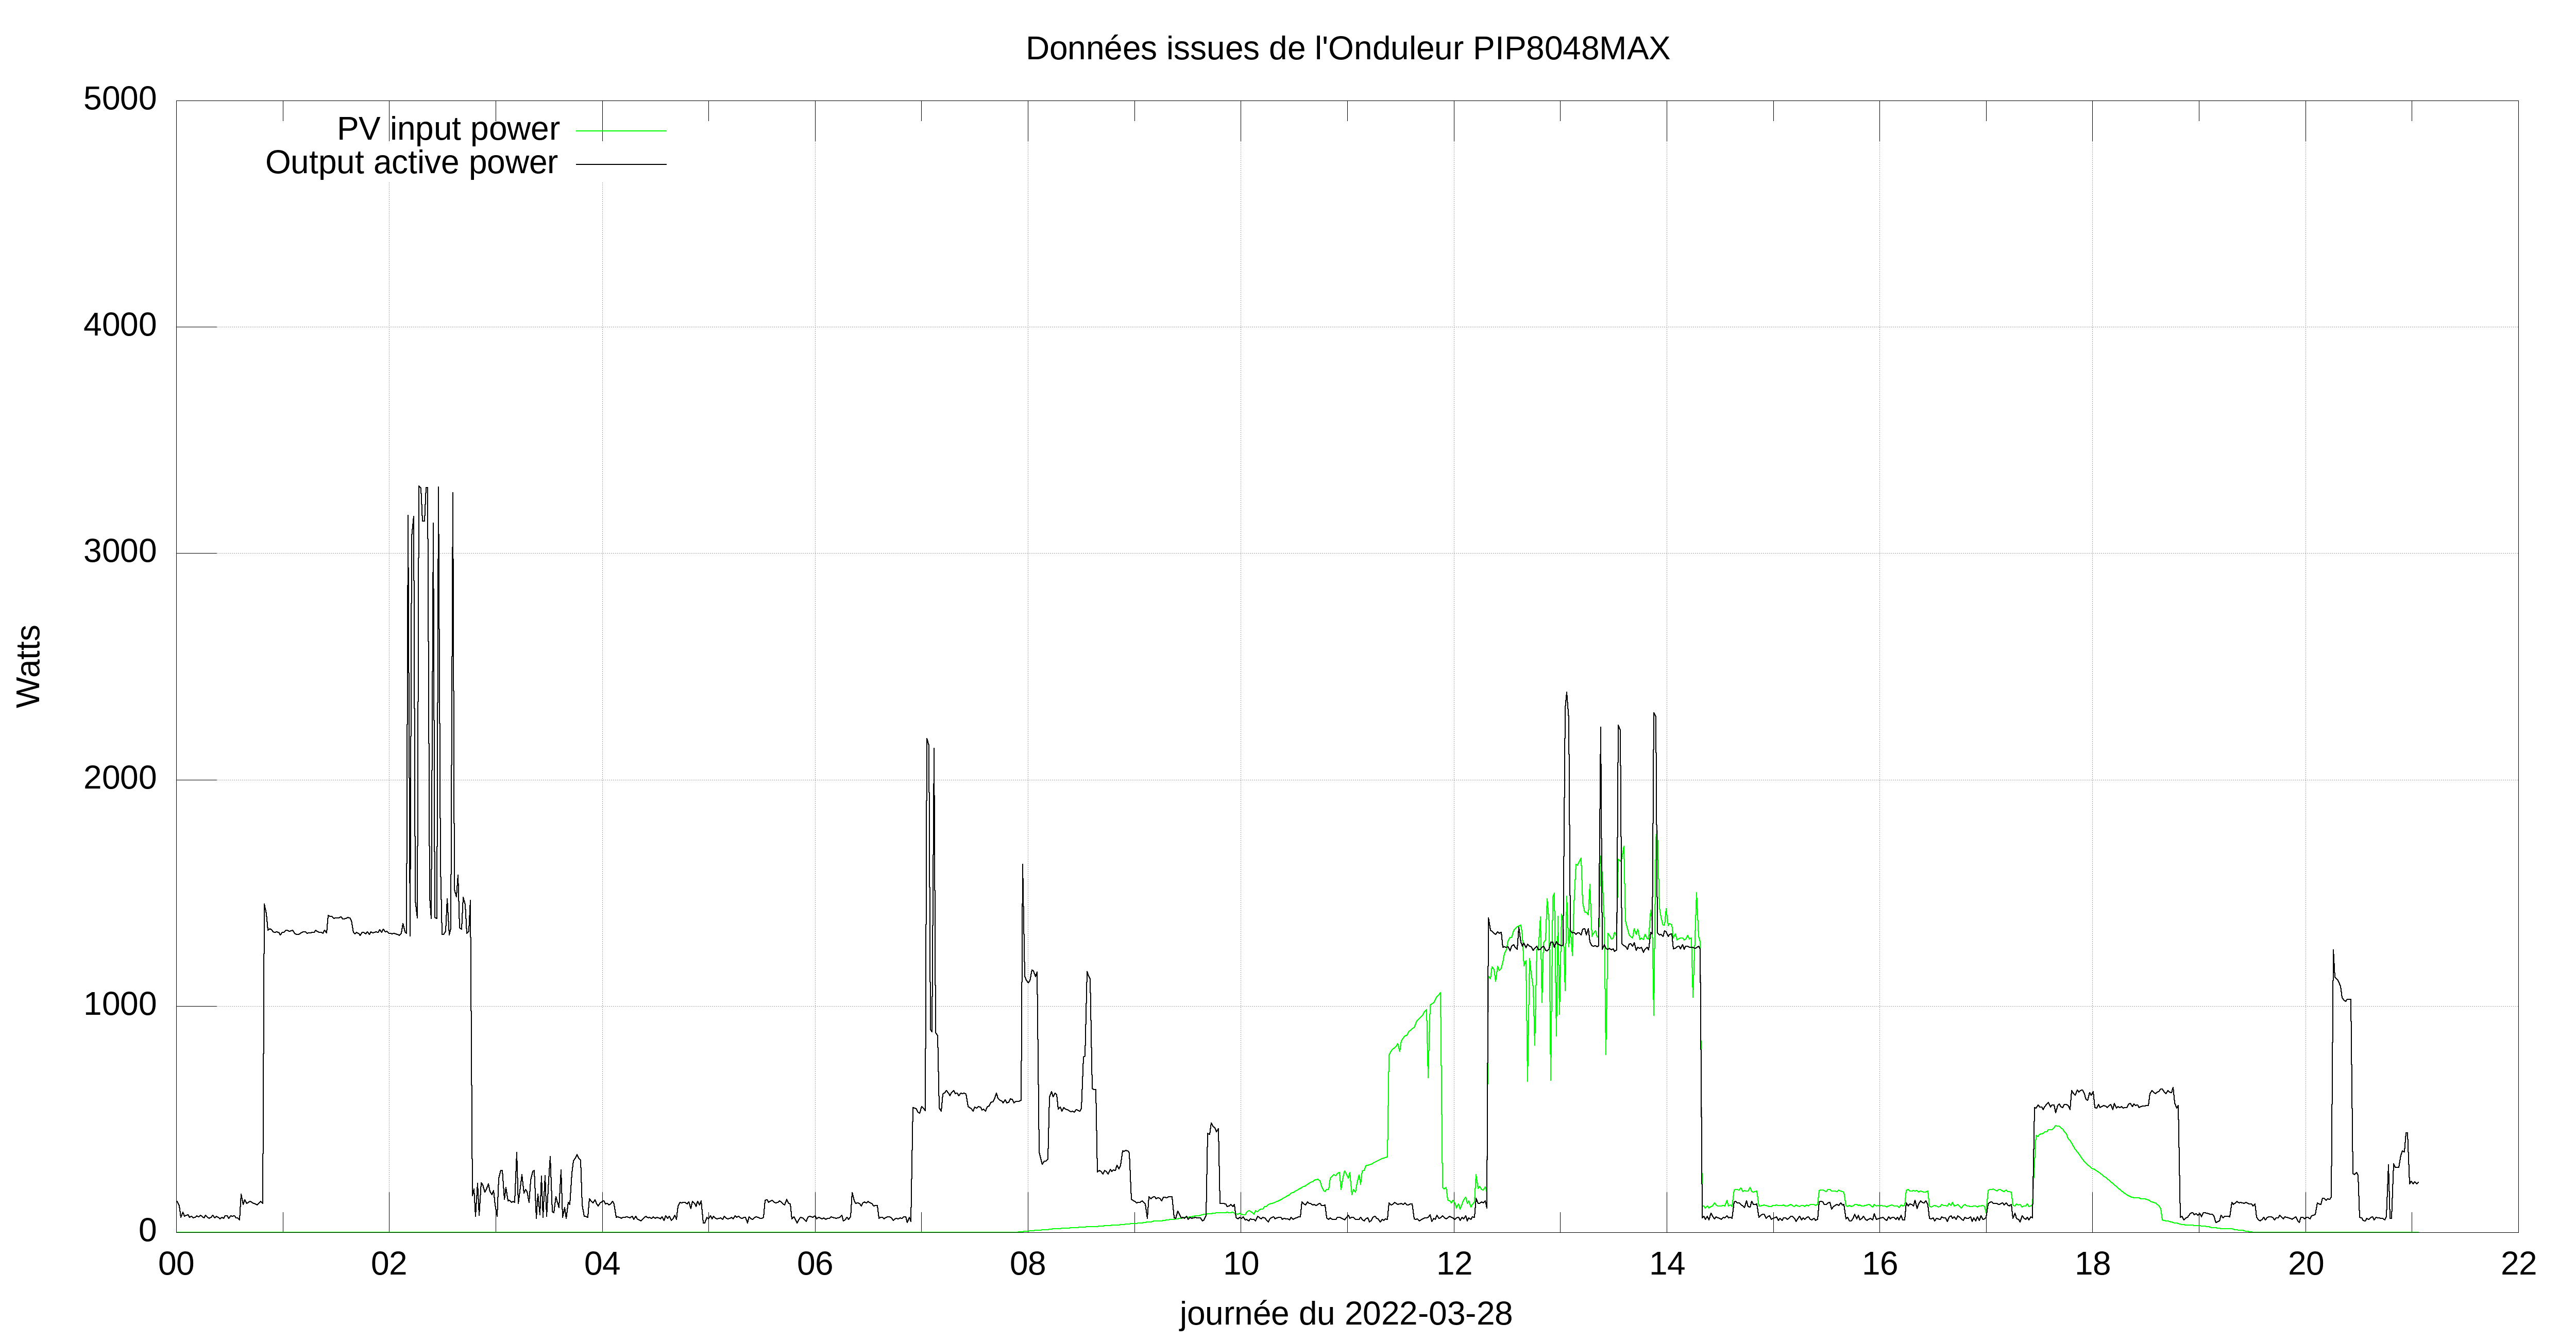 Données issues de l'Onduleur PIP8048MAX
5000
PV input power
Output active power
4000
3000
Watts
2000
1000
0
00 02 04 06 08 10 12 14 16 18 20 22
journée du 2022-03-28